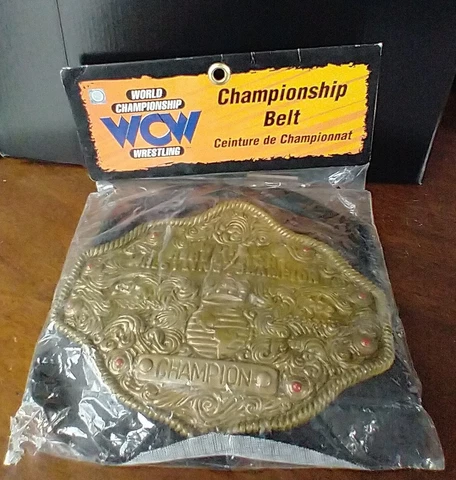 WORLD
CHAMPIONSHIP
WCW
WRESTLING
Championship
Belt
Ceinture de Championnat
CHAMPION